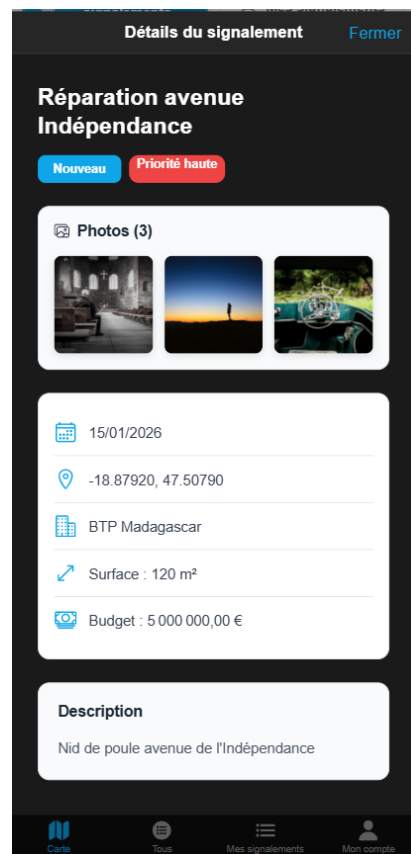 Détails du signalement
Fermer
Réparation avenue
Indépendance
Nouveau
Priorité haute
Photos (3)
15/01/2026
-18.87920, 47.50790
BTP Madagascar
Surface : 120 m²
Budget : 5 000 000,00 €
Description
Nid de poule avenue de l'Indépendance
Carte
Tous
Mes signalements
Mon compte